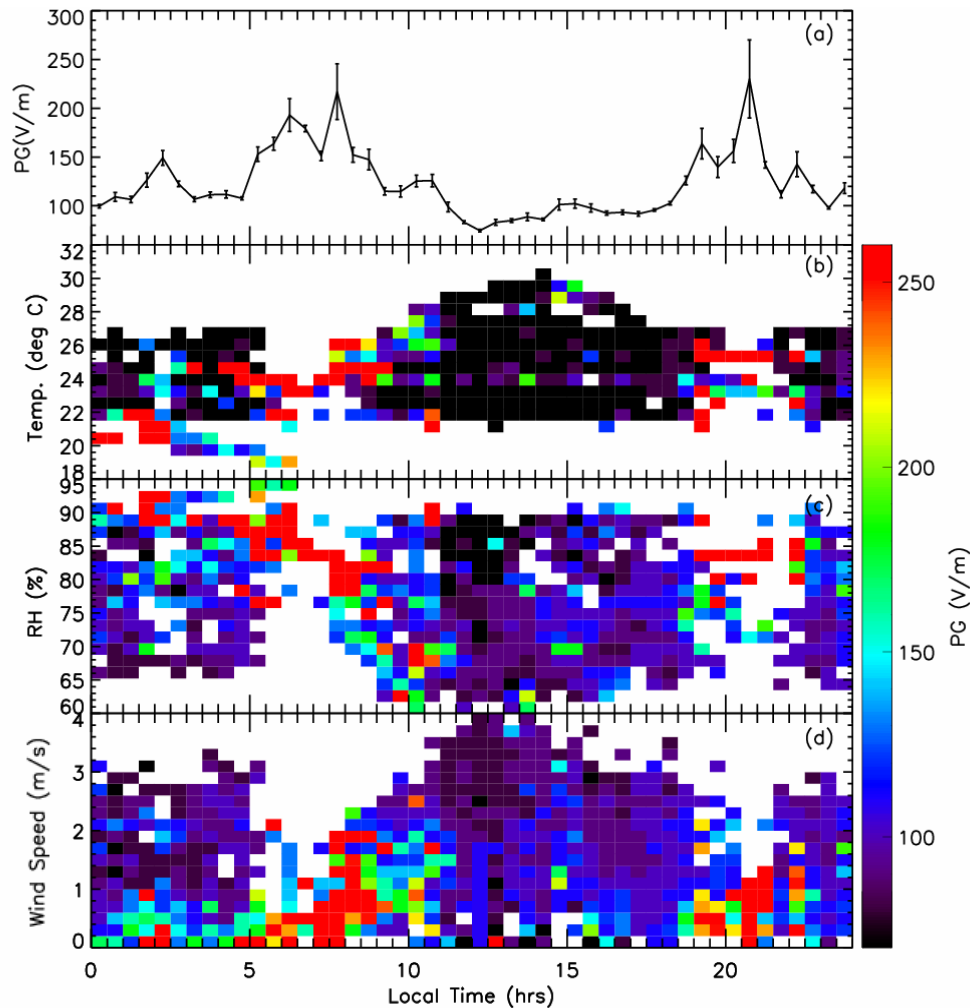 (a)
300
250
200
150
100
PG(V/m)
(b)
32
30
28
26
24
22
20
18
Temp. (deg C)
(c)
95
90
85
80
75
70
65
60
RH (%)
(d)
4
3
2
1
0
Wind Speed (m/s)
0 5 10 15 20
Local Time (hrs)
250
200
150
100
PG (V/m)